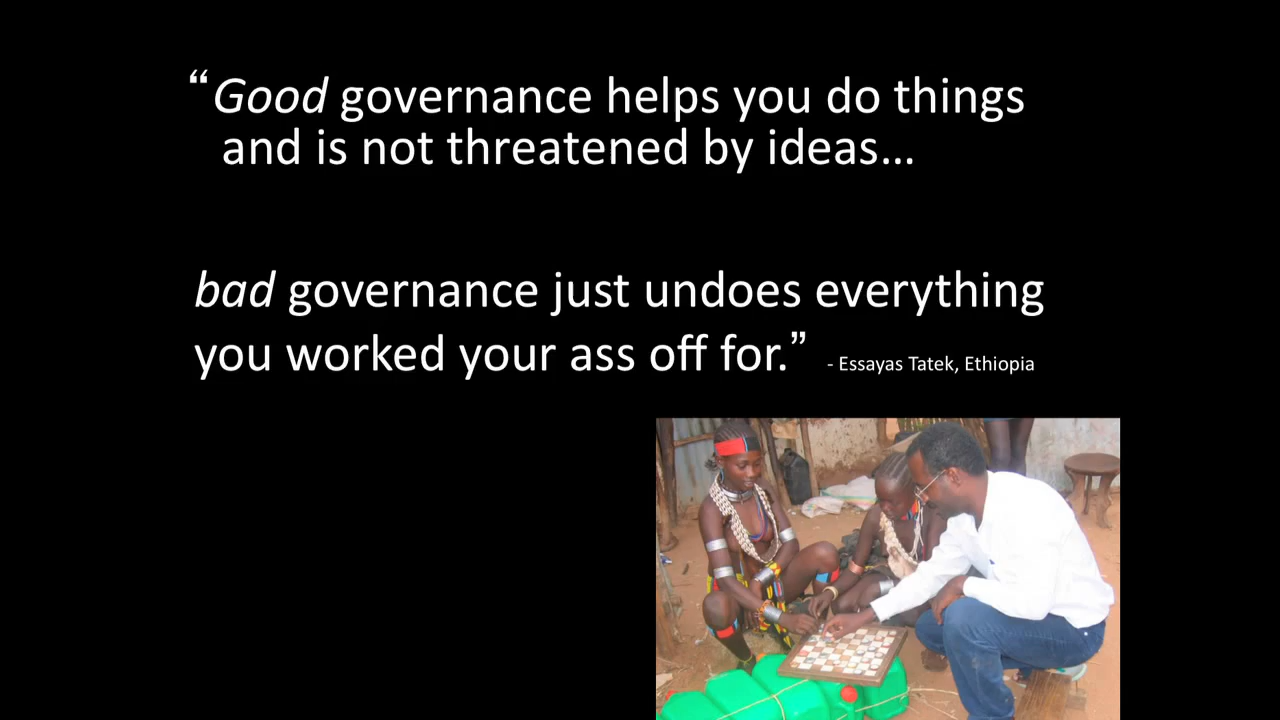 “Good governance helps you do things
and is not threatened by ideas...
bad governance just undoes everything
you worked your ass off for.” - Essayas Tatek, Ethiopia